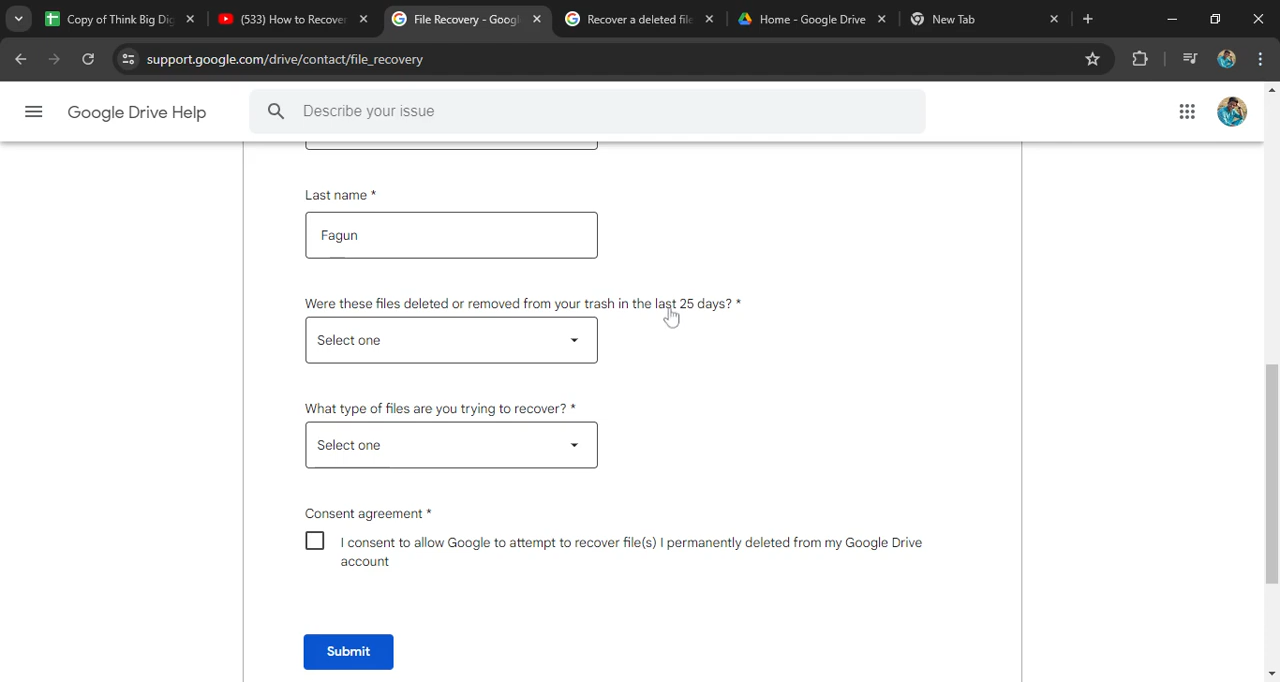 Copy of Think Big Dig
(533) How to Recover
File Recovery - Googl
Recover a deleted file
Home - Google Drive
New Tab
support.google.com/drive/contact/file_recovery
Google Drive Help
Describe your issue
Last name *
Fagun
Were these files deleted or removed from your trash in the last 25 days? *
Select one
What type of files are you trying to recover? *
Select one
Consent agreement *
I consent to allow Google to attempt to recover file(s) I permanently deleted from my Google Drive
account
Submit